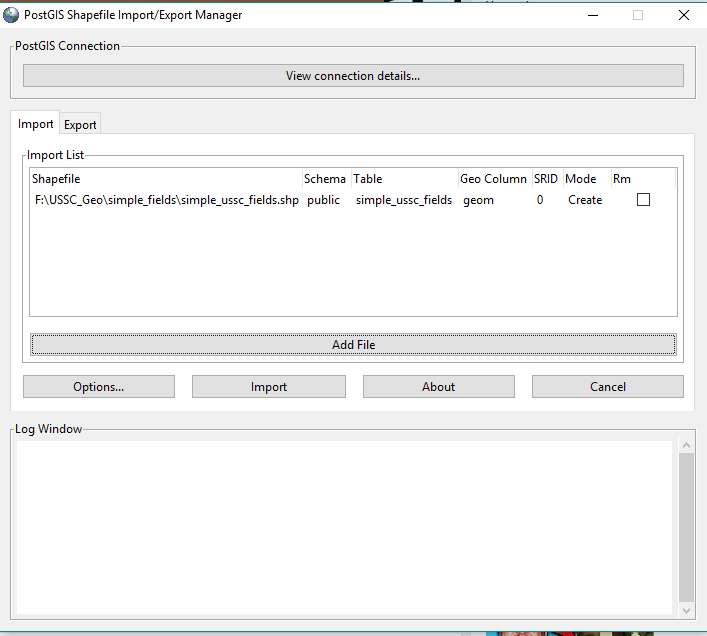 PostGIS Shapefile Import/Export Manager
PostGIS Connection
View connection details...
Import Export
Import List
Shapefile Schema Table Geo Column SRID Mode Rm
F:\USSC_Geo\simple_fields\simple_ussc_fields.shp public simple_ussc_fields geom 0 Create
Add File
Options... Import About Cancel
Log Window